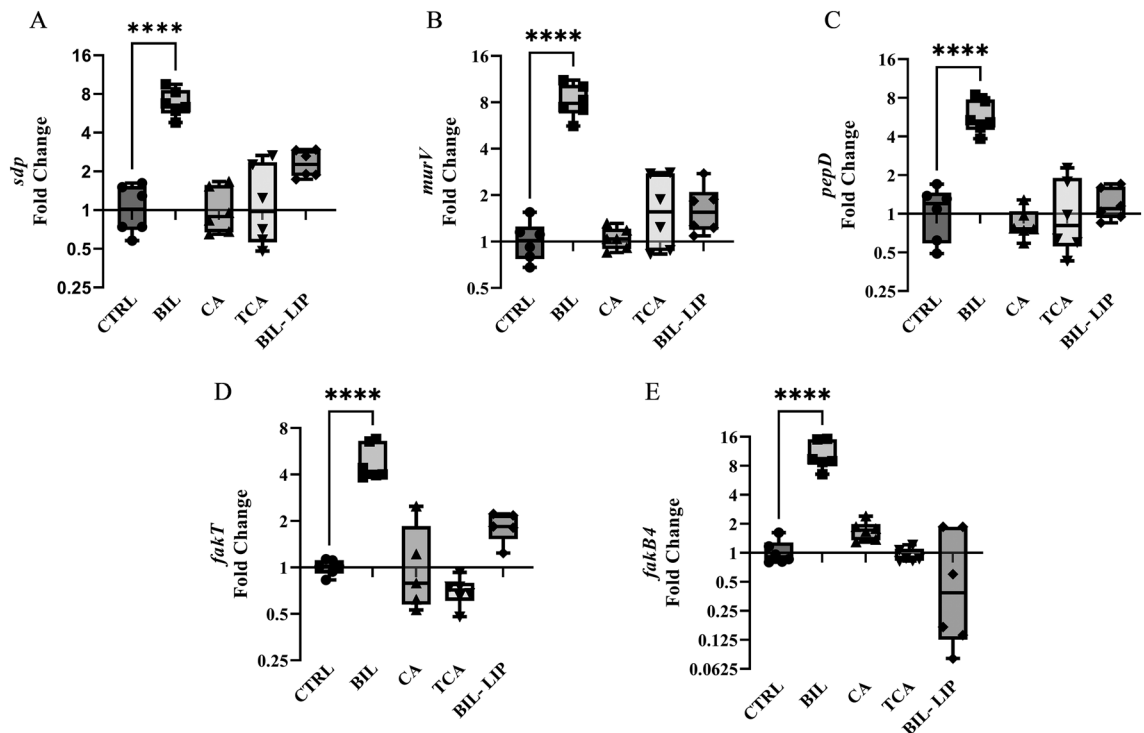 A
****
sdp
Fold Change
16
8
4
2
1
0.5
0.25
CTRL
BIL
CA
TCA
BIL- LIP
B
****
murV
Fold Change
16
8
4
2
1
0.5
CTRL
BIL
CA
TCA
BIL- LIP
C
****
pepD
Fold Change
16
8
4
2
1
0.5
0.25
CTRL
BIL
CA
TCA
BIL- LIP
D
****
fakT
Fold Change
8
4
2
1
0.5
0.25
CTRL
BIL
CA
TCA
BIL- LIP
E
****
fakB4
Fold Change
16
8
4
2
1
0.5
0.25
0.125
0.0625
CTRL
BIL
CA
TCA
BIL- LIP